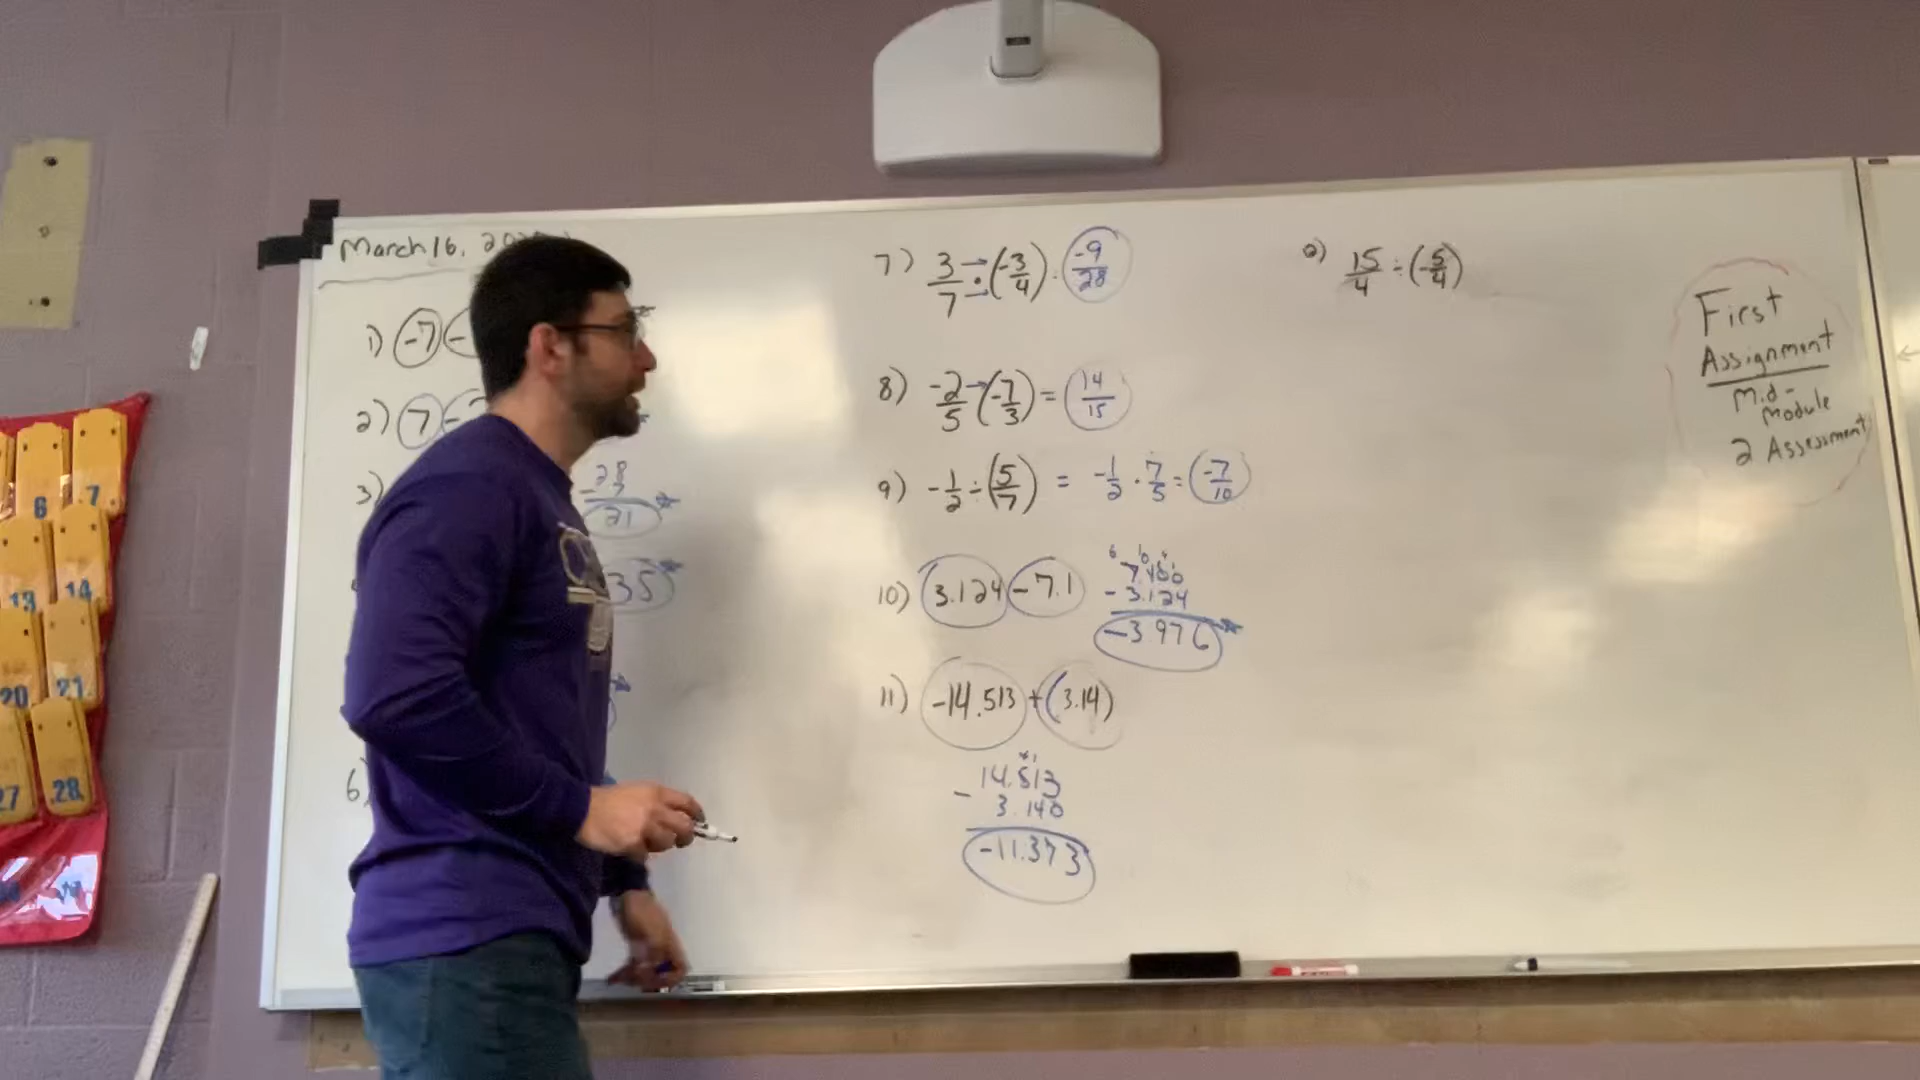 March 16, 20
1) -7 -
2) 7 -
3)
28
- 7
21
35
6)
7) 3/7 · (-3/4) = -9/28
8) -2/5 (-7/3) = 14/15
9) -1/2 ÷ (5/7) = -1/2 · 7/5 = -7/10
10) 3.124 - 7.1
7.100
- 3.124
-3.976
11) -14.513 + (3.14)
14.513
- 3.140
-11.373
15/4 ÷ (-5/4)
First
Assignment
Mid-
Module
2 Assessment
6 7
13 14
20 21
27 28